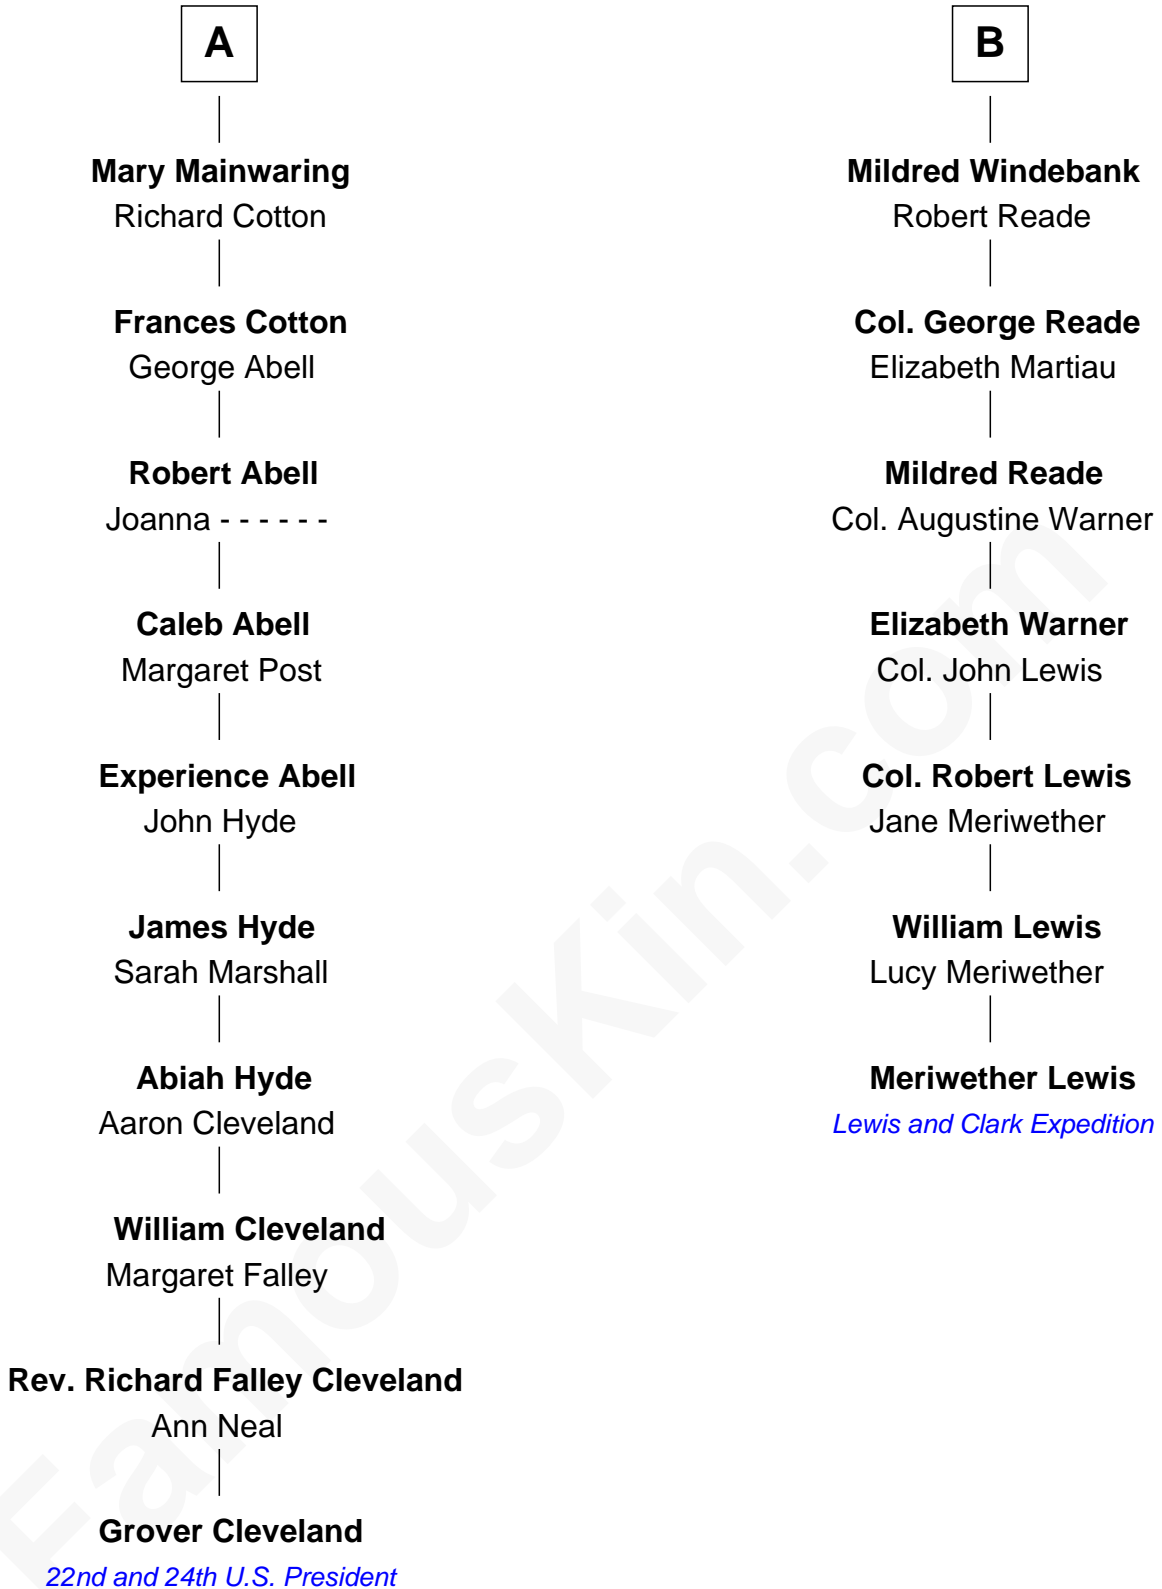 A
Mary Mainwaring
Richard Cotton
Frances Cotton
George Abell
Robert Abell
Joanna - - - - - -
Caleb Abell
Margaret Post
Experience Abell
John Hyde
James Hyde
Sarah Marshall
Abiah Hyde
Aaron Cleveland
William Cleveland
Margaret Falley
Rev. Richard Falley Cleveland
Ann Neal
Grover Cleveland
22nd and 24th U.S. President
B
Mildred Windebank
Robert Reade
Col. George Reade
Elizabeth Martiau
Mildred Reade
Col. Augustine Warner
Elizabeth Warner
Col. John Lewis
Col. Robert Lewis
Jane Meriwether
William Lewis
Lucy Meriwether
Meriwether Lewis
Lewis and Clark Expedition
FamousKin.com